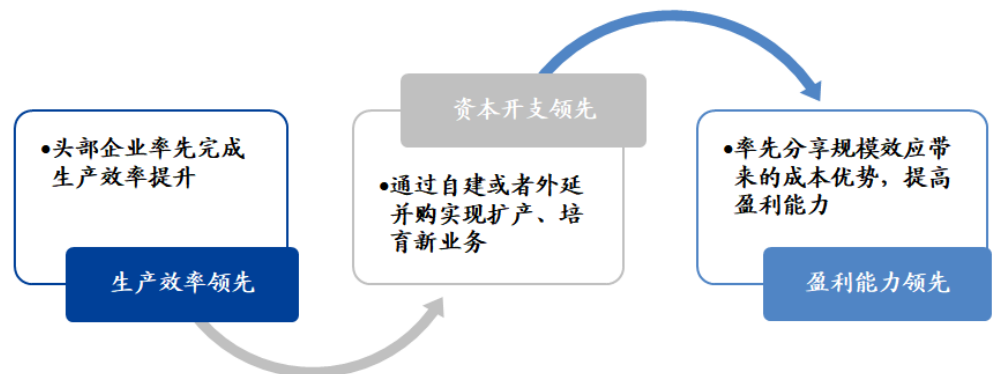 •头部企业率先完成
生产效率提升
生产效率领先
资本开支领先
•通过自建或者外延
并购实现扩产、培
育新业务
•率先分享规模效应带
来的成本优势，提高
盈利能力
盈利能力领先